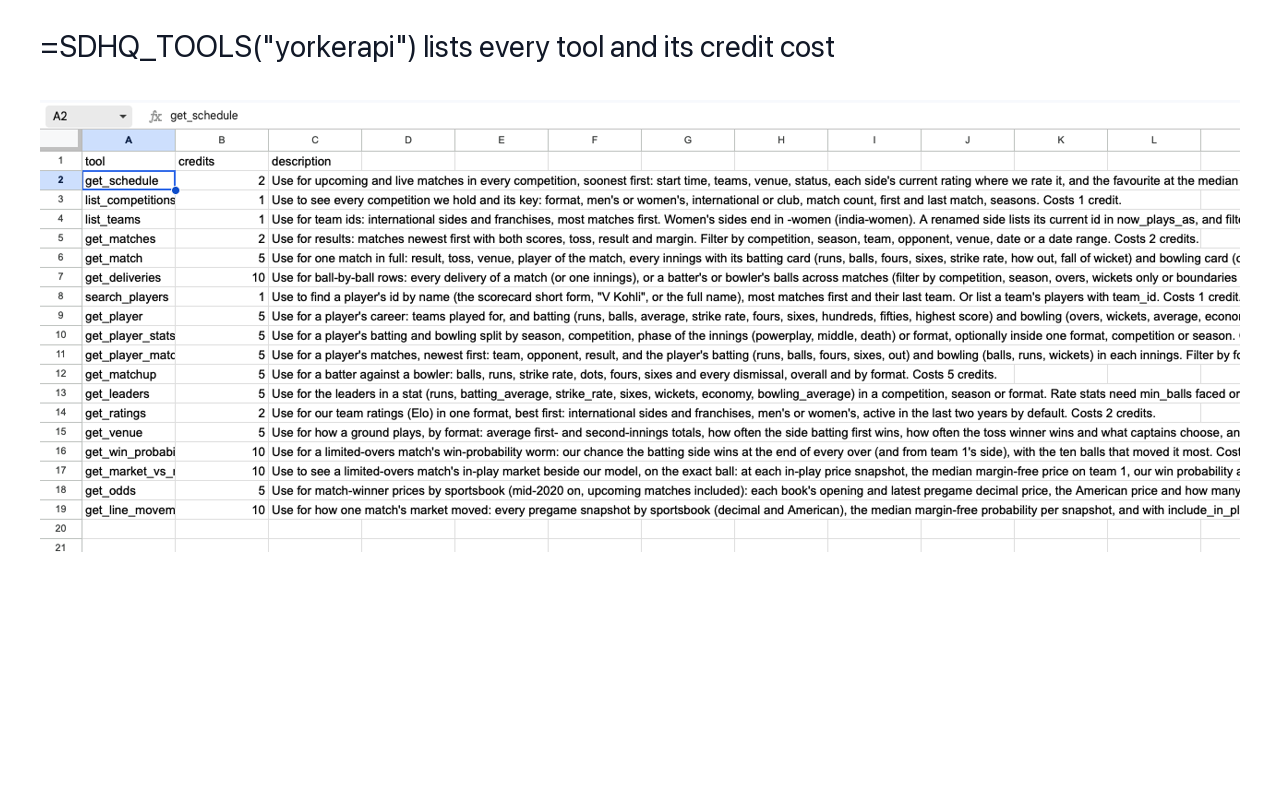 =SDHQ_TOOLS("yorkerapi") lists every tool and its credit cost
A2 fx get_schedule
A B C D E F G H I J K L
1 tool credits description
2 get_schedule 2 Use for upcoming and live matches in every competition, soonest first: start time, teams, venue, status, each side's current rating where we rate it, and the favourite at the median
3 list_competitions 1 Use to see every competition we hold and its key: format, men's or women's, international or club, match count, first and last match, seasons. Costs 1 credit.
4 list_teams 1 Use for team ids: international sides and franchises, most matches first. Women's sides end in -women (india-women). A renamed side lists its current id in now_plays_as, and filt
5 get_matches 2 Use for results: matches newest first with both scores, toss, result and margin. Filter by competition, season, team, opponent, venue, date or a date range. Costs 2 credits.
6 get_match 5 Use for one match in full: result, toss, venue, player of the match, every innings with its batting card (runs, balls, fours, sixes, strike rate, how out, fall of wicket) and bowling card (
7 get_deliveries 10 Use for ball-by-ball rows: every delivery of a match (or one innings), or a batter's or bowler's balls across matches (filter by competition, season, overs, wickets only or boundaries
8 search_players 1 Use to find a player's id by name (the scorecard short form, "V Kohli", or the full name), most matches first and their last team. Or list a team's players with team_id. Costs 1 credit.
9 get_player 5 Use for a player's career: teams played for, and batting (runs, balls, average, strike rate, fours, sixes, hundreds, fifties, highest score) and bowling (overs, wickets, average, econo
10 get_player_stats 5 Use for a player's batting and bowling split by season, competition, phase of the innings (powerplay, middle, death) or format, optionally inside one format, competition or season.
11 get_player_matc 5 Use for a player's matches, newest first: team, opponent, result, and the player's batting (runs, balls, fours, sixes, out) and bowling (balls, runs, wickets) in each innings. Filter by fo
12 get_matchup 5 Use for a batter against a bowler: balls, runs, strike rate, dots, fours, sixes and every dismissal, overall and by format. Costs 5 credits.
13 get_leaders 5 Use for the leaders in a stat (runs, batting_average, strike_rate, sixes, wickets, economy, bowling_average) in a competition, season or format. Rate stats need min_balls faced or
14 get_ratings 2 Use for our team ratings (Elo) in one format, best first: international sides and franchises, men's or women's, active in the last two years by default. Costs 2 credits.
15 get_venue 5 Use for how a ground plays, by format: average first- and second-innings totals, how often the side batting first wins, how often the toss winner wins and what captains choose, an
16 get_win_probabi 10 Use for a limited-overs match's win-probability worm: our chance the batting side wins at the end of every over (and from team 1's side), with the ten balls that moved it most. Cost
17 get_market_vs_ 10 Use to see a limited-overs match's in-play market beside our model, on the exact ball: at each in-play price snapshot, the median margin-free price on team 1, our win probability a
18 get_odds 5 Use for match-winner prices by sportsbook (mid-2020 on, upcoming matches included): each book's opening and latest pregame decimal price, the American price and how many
19 get_line_movem 10 Use for how one match's market moved: every pregame snapshot by sportsbook (decimal and American), the median margin-free probability per snapshot, and with include_in_pl
20
21